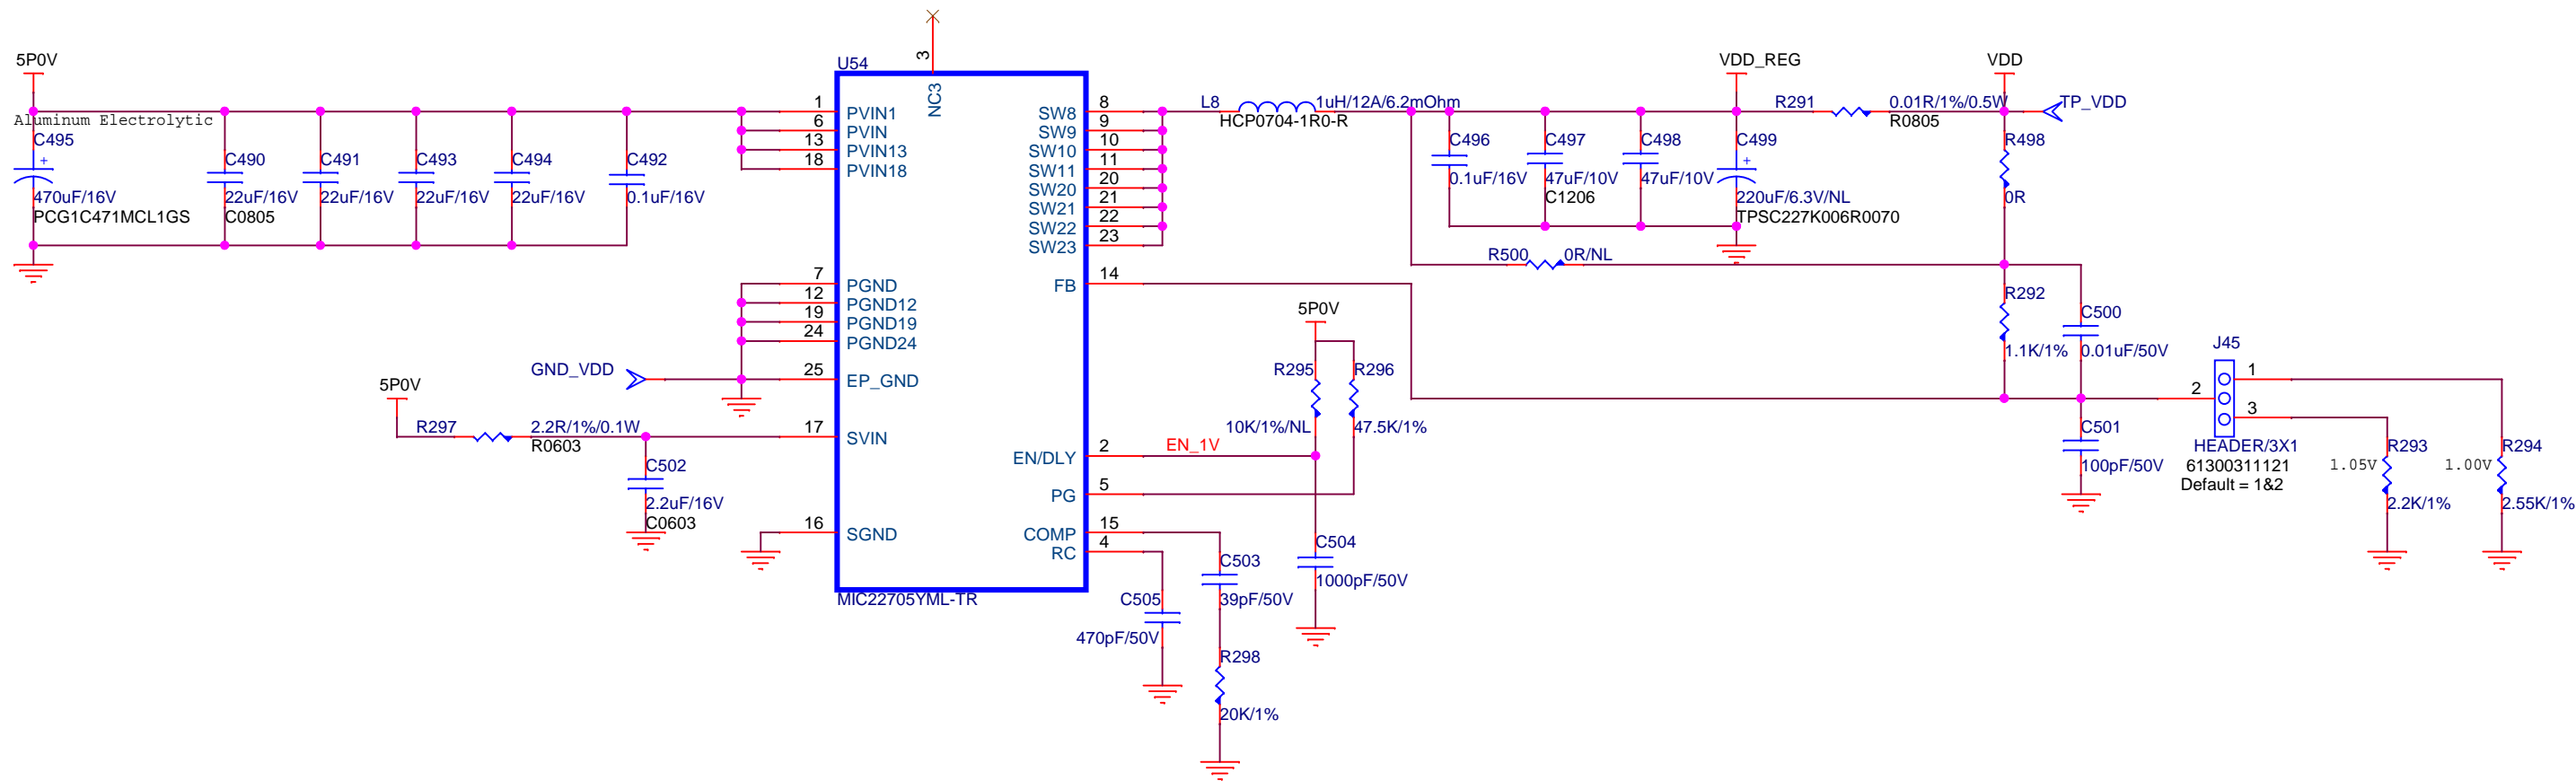 5P0V
Aluminum Electrolytic
C495
+
470uF/16V
PCG1C471MCL1GS
C490
22uF/16V
C0805
C491
22uF/16V
C493
22uF/16V
C494
22uF/16V
C492
0.1uF/16V
U54
3
NC3
1
PVIN1
6
PVIN
13
PVIN13
18
PVIN18
7
PGND
12
PGND12
19
PGND19
24
PGND24
GND_VDD
25
EP_GND
5P0V
R297
2.2R/1%/0.1W
R0603
17
SVIN
C502
2.2uF/16V
C0603
16
SGND
MIC22705YML-TR
SW8
8
SW9
9
SW10
10
SW11
11
SW20
20
SW21
21
SW22
22
SW23
23
FB
14
EN/DLY
2
EN_1V
PG
5
COMP
15
RC
4
L8
1uH/12A/6.2mOhm
HCP0704-1R0-R
C496
0.1uF/16V
C497
47uF/10V
C1206
C498
47uF/10V
VDD_REG
C499
+
220uF/6.3V/NL
TPSC227K006R0070
R291
0.01R/1%/0.5W
R0805
VDD
TP_VDD
R498
0R
R500
0R/NL
R292
1.1K/1%
C500
0.01uF/50V
5P0V
R295
10K/1%/NL
R296
47.5K/1%
C501
100pF/50V
J45
1
2
3
HEADER/3X1
61300311121
Default = 1&2
1.05V
R293
2.2K/1%
1.00V
R294
2.55K/1%
C503
39pF/50V
C504
1000pF/50V
C505
470pF/50V
R298
20K/1%